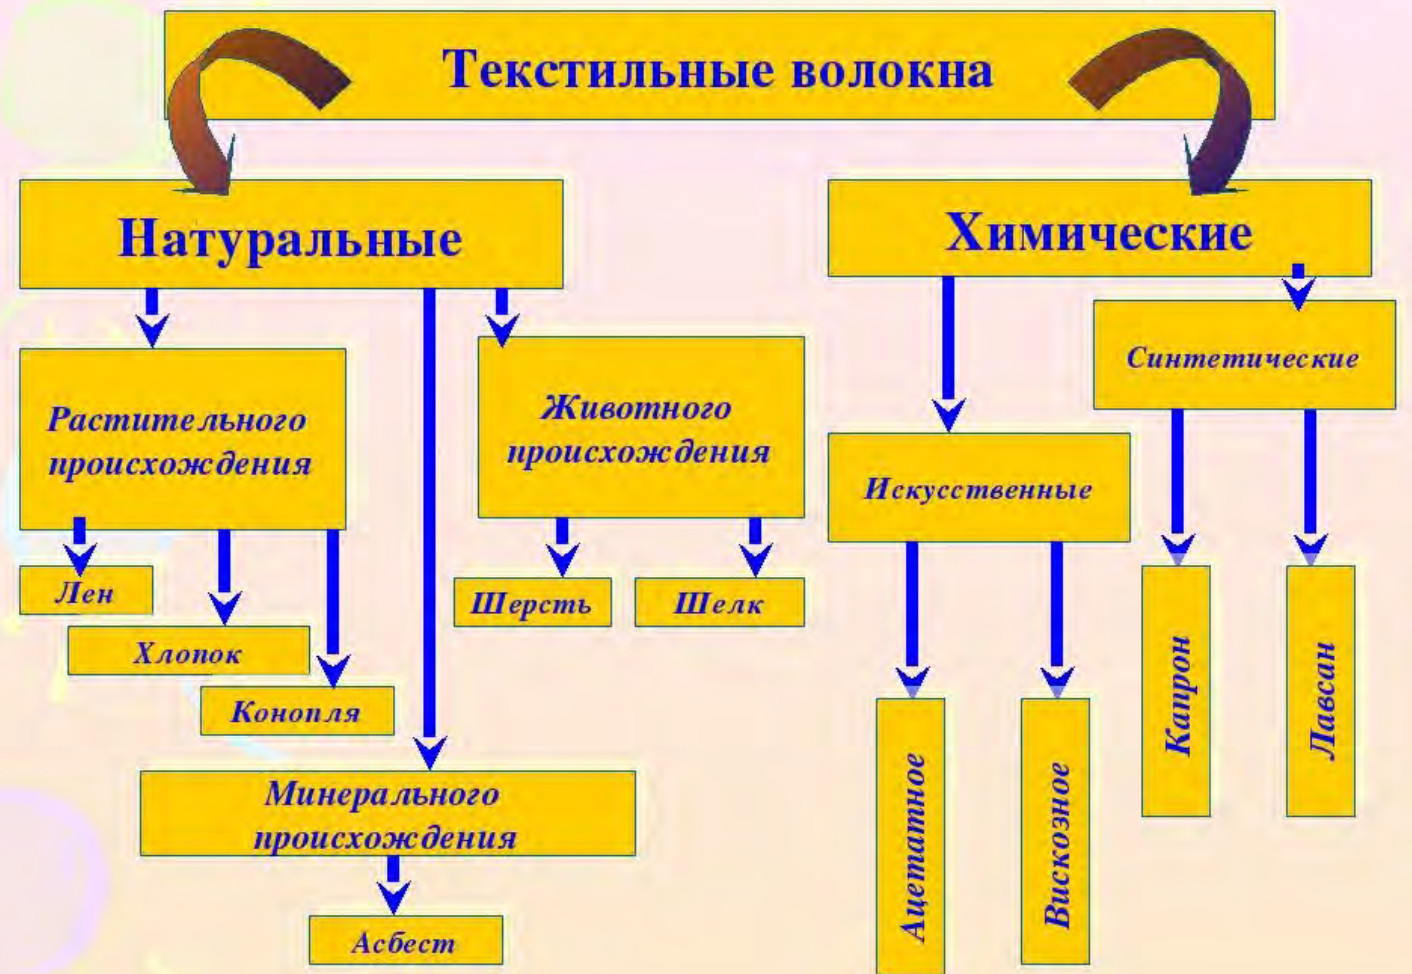 Текстильные волокна
Натуральные
Химические
Растительного
происхождения
Животного
происхождения
Синтетические
Искусственные
Лен
Хлопок
Конопля
Шерсть
Шелк
Минерального
происхождения
Асбест
Ацетатное
Вискозное
Капрон
Лавсан